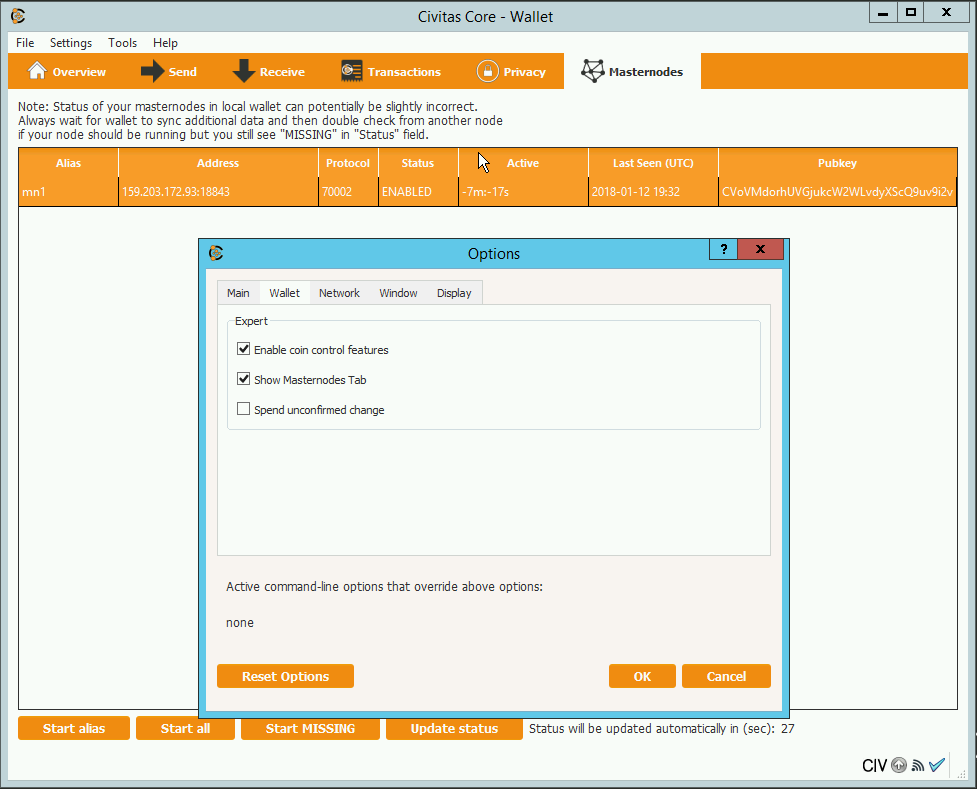 Civitas Core - Wallet
File Settings Tools Help
Overview Send Receive Transactions Privacy Masternodes
Note: Status of your masternodes in local wallet can potentially be slightly incorrect.
Always wait for wallet to sync additional data and then double check from another node
if your node should be running but you still see "MISSING" in "Status" field.
Alias Address Protocol Status Active Last Seen (UTC) Pubkey
mn1 159.203.172.93:18843 70002 ENABLED -7m:-17s 2018-01-12 19:32 CVoVMdorhUVGjukcW2WLvdyXScQ9uv9i2v
Options
?
x
Main Wallet Network Window Display
Expert
Enable coin control features
Show Masternodes Tab
Spend unconfirmed change
Active command-line options that override above options:
none
Reset Options OK Cancel
Start alias Start all Start MISSING Update status Status will be updated automatically in (sec): 27
CIV